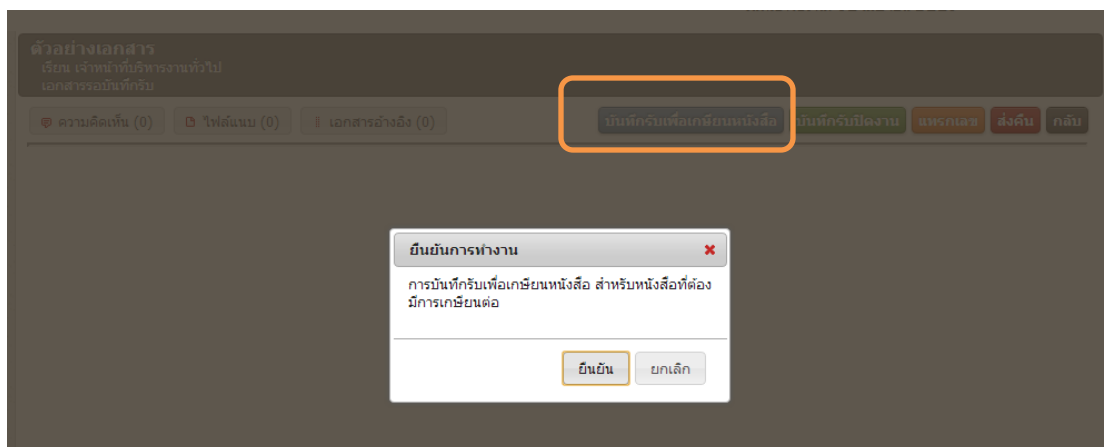 ตัวอย่างเอกสาร
เรียน เจ้าหน้าที่บริหารงานทั่วไป
เอกสารรอบันทึกรับ
ความคิดเห็น (0) ไฟล์แนบ (0) เอกสารอ้างอิง (0) บันทึกรับเพื่อเกษียนหนังสือ บันทึกรับปิดงาน แทรกเลข ส่งคืน กลับ
ยืนยันการทำงาน
การบันทึกรับเพื่อเกษียนหนังสือ สำหรับหนังสือที่ต้อง
มีการเกษียนต่อ
ยืนยัน ยกเลิก